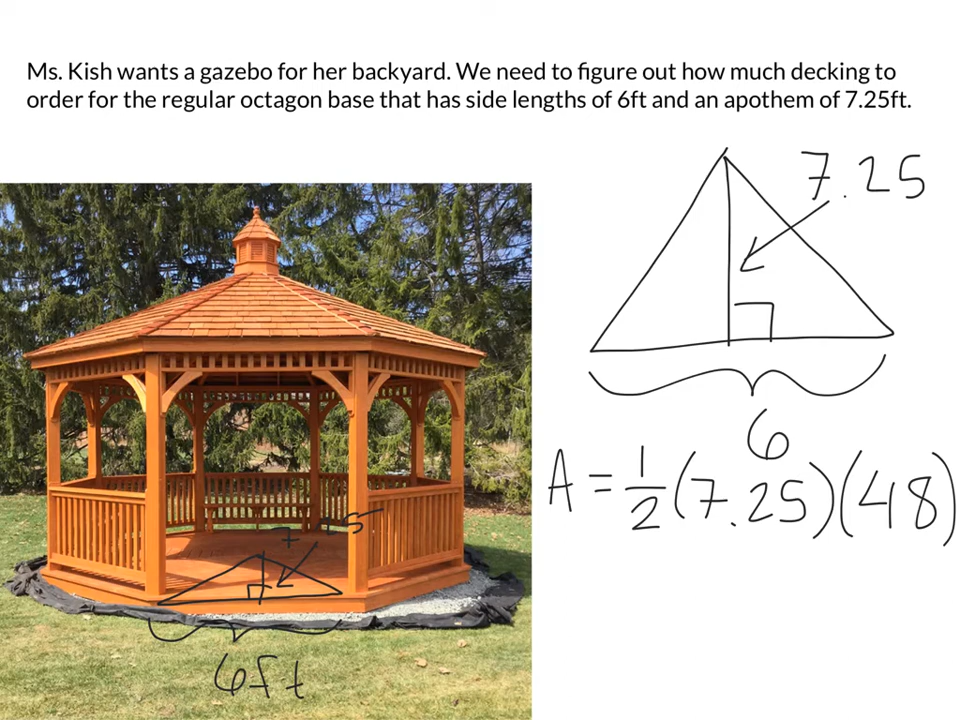 Ms. Kish wants a gazebo for her backyard. We need to figure out how much decking to
order for the regular octagon base that has side lengths of 6ft and an apothem of 7.25ft.
7.25
6
A = 1/2 (7.25)(48)
7.25
6ft